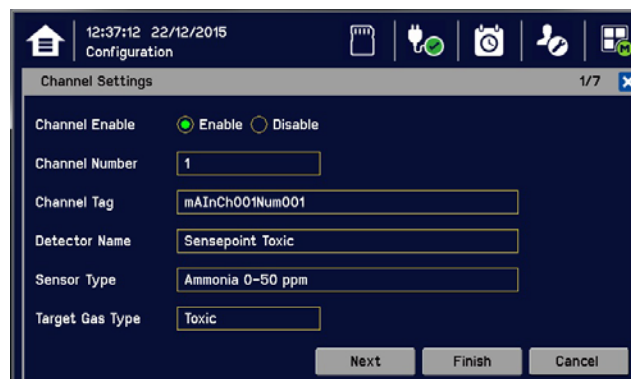 12:37:12 22/12/2015
Configuration
Channel Settings 1/7
Channel Enable Enable Disable
Channel Number 1
Channel Tag mAInCh001Num001
Detector Name Sensepoint Toxic
Sensor Type Ammonia 0-50 ppm
Target Gas Type Toxic
Next Finish Cancel